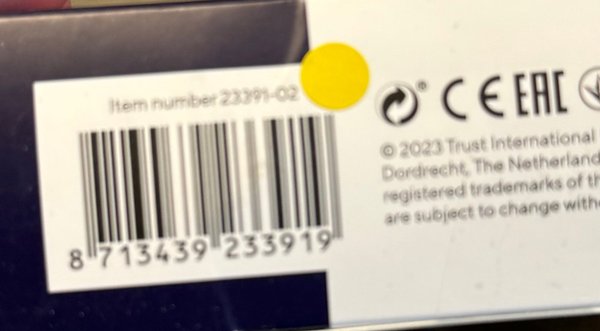 Item number 23391-02
8 713439 233919
CE EAC
© 2023 Trust International
Dordrecht, The Netherland
registered trademarks of th
are subject to change with